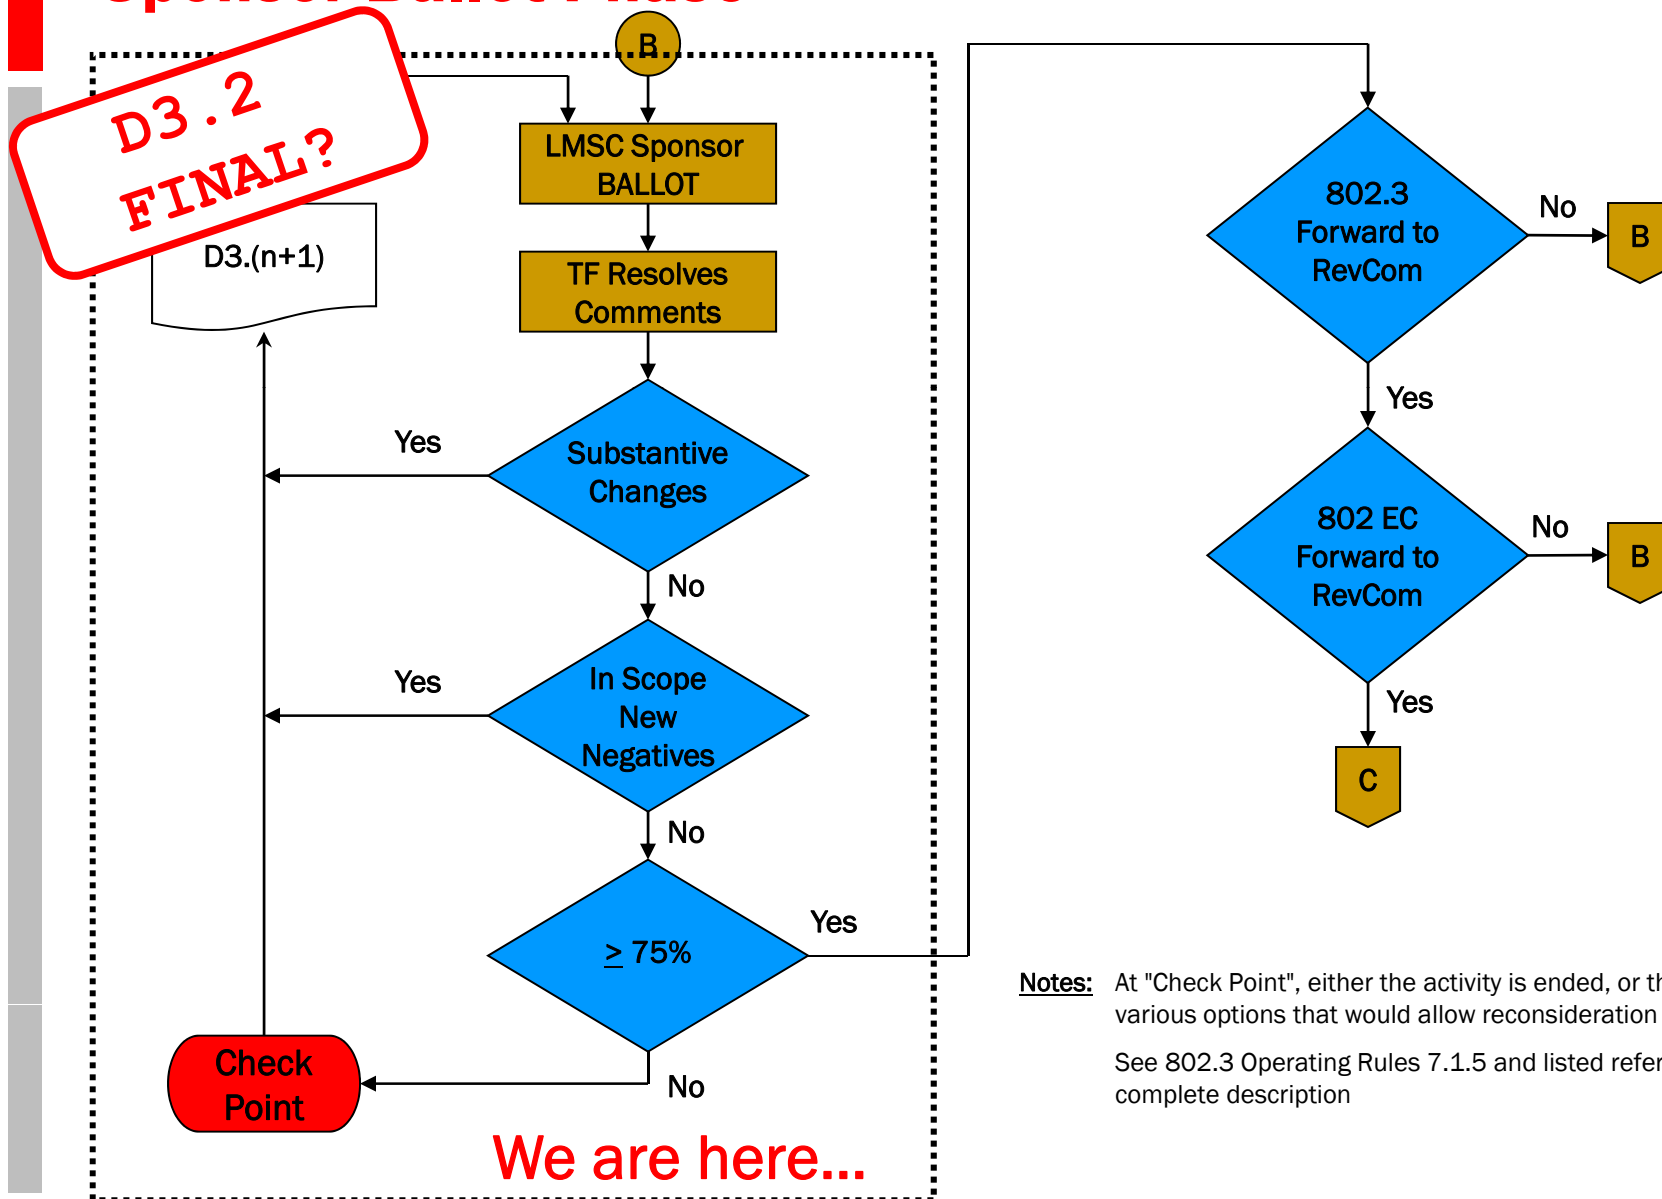 Sponsor Ballot Phase
B
D3.2
FINAL?
LMSC Sponsor
BALLOT
D3.(n+1)
TF Resolves
Comments
Yes
Substantive
Changes
No
Yes
In Scope
New
Negatives
No
≥ 75%
Yes
No
Check
Point
We are here...
802.3
Forward to
RevCom
No
B
Yes
802 EC
Forward to
RevCom
No
B
Yes
C
Notes: At "Check Point", either the activity is ended, or
various options that would allow reconsideration
See 802.3 Operating Rules 7.1.5 and listed
complete description